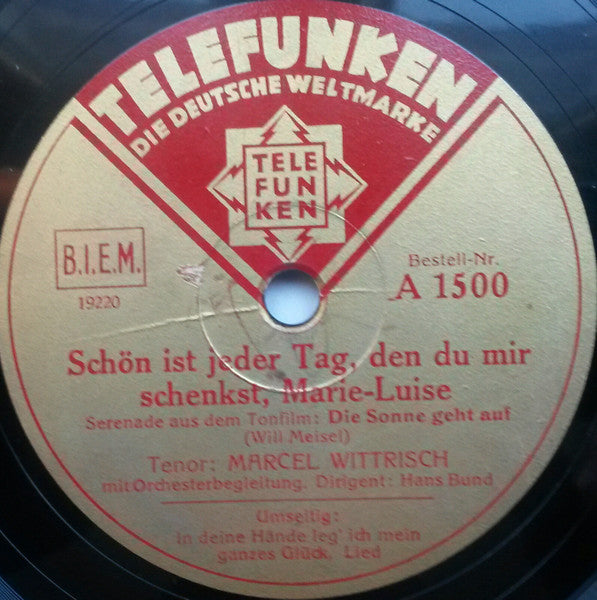 TELEFUNKEN
DIE DEUTSCHE WELTMARKE
TELE
FUN
KEN
B.I.E.M.
19220
Bestell-Nr.
A 1500
Schön ist jeder Tag, den du mir
schenkst, Marie-Luise
Serenade aus dem Tonfilm: Die Sonne geht auf
(Will Meisel)
Tenor: MARCEL WITTRISCH
mit Orchesterbegleitung. Dirigent: Hans Bund
Umseitig:
In deine Hände leg' ich mein
ganzes Glück. Lied